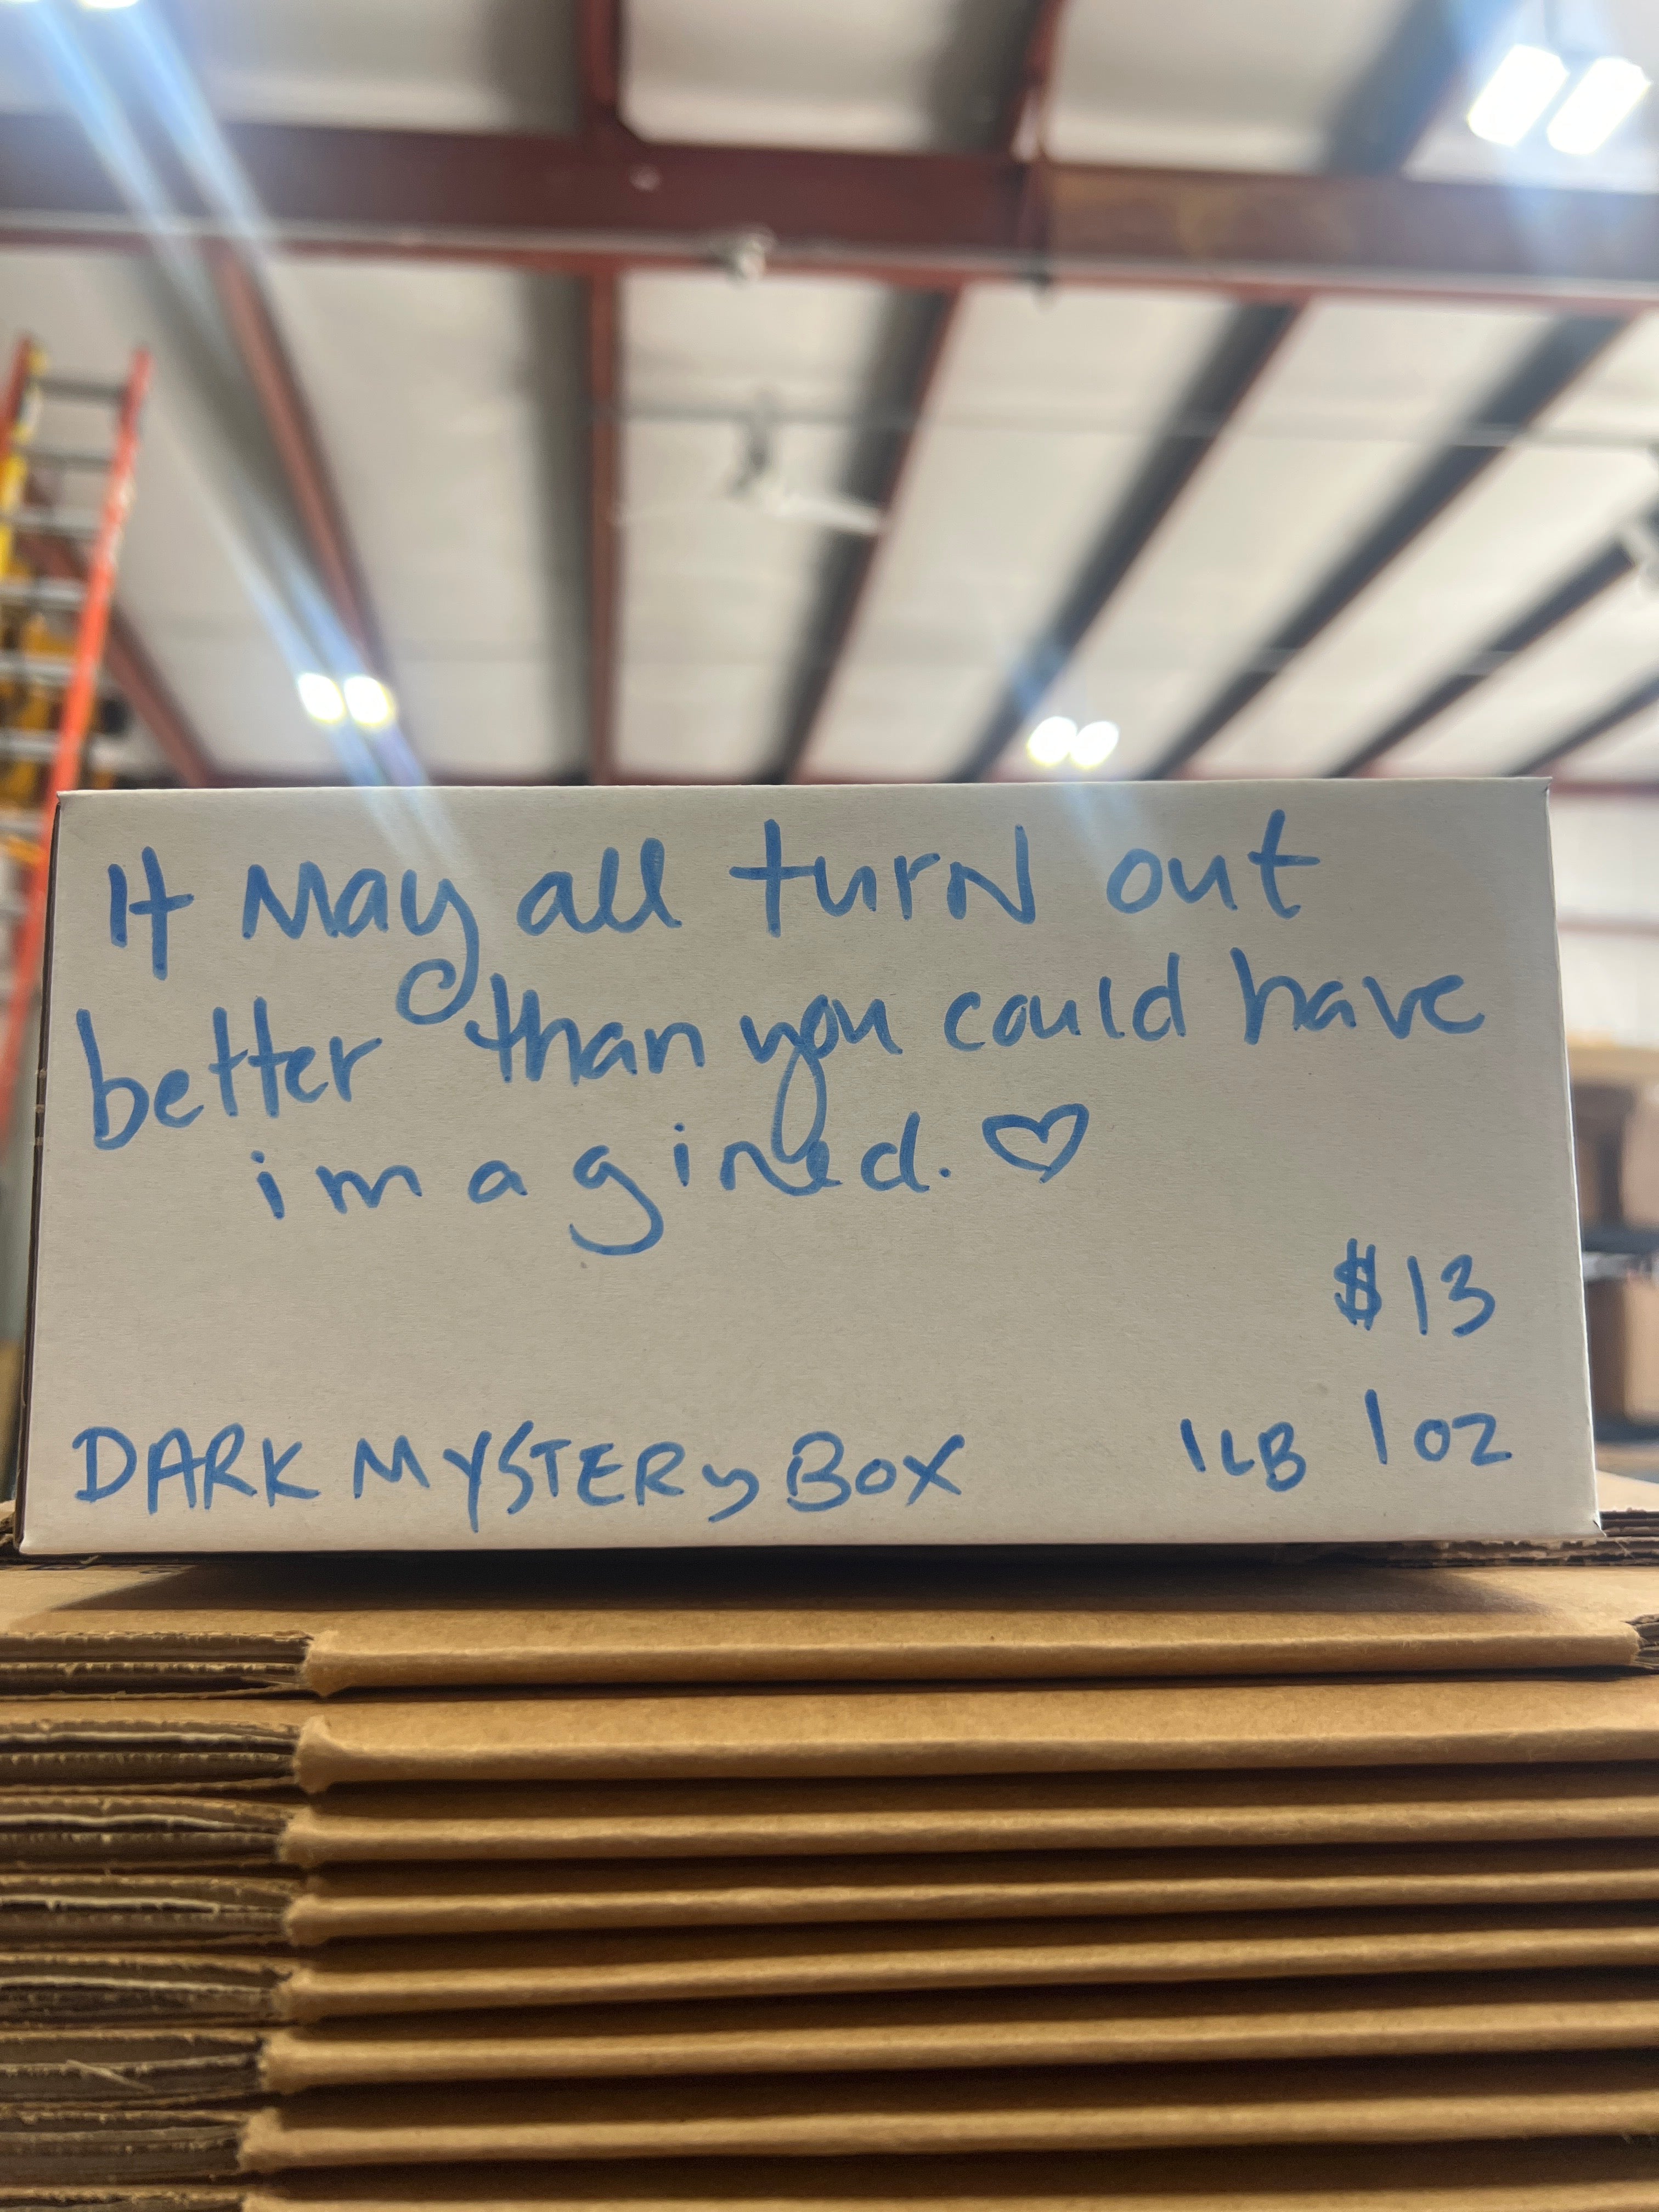 It May all turn out
better than you could have
imagined. ♡
$13
DARK MYSTERy BOX 1LB 1oz